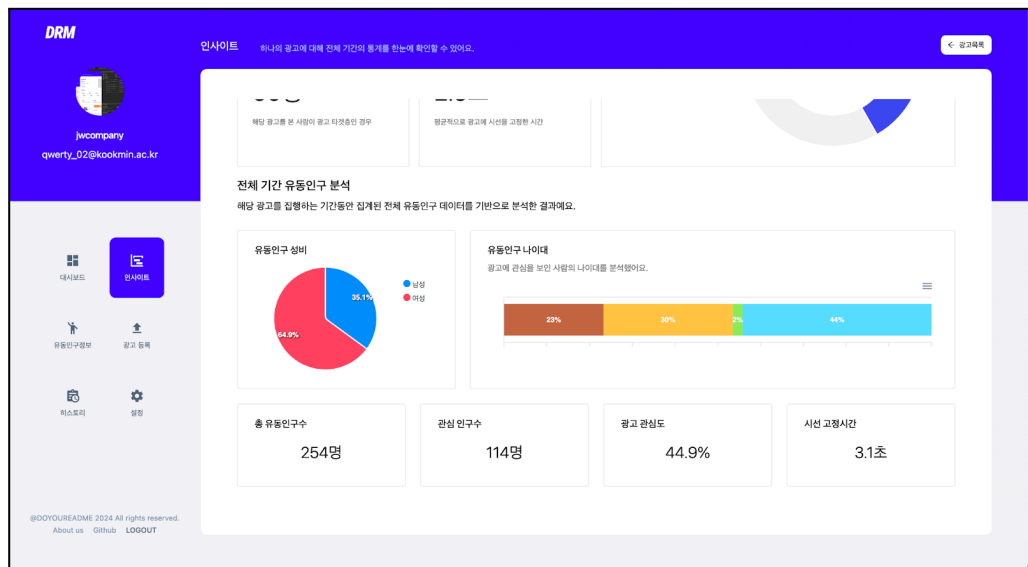 DRM
jwcompany
qwerty_02@kookmin.ac.kr
대시보드
인사이트
유동인구정보
광고 등록
히스토리
설정
@DOYOUREADME 2024 All rights reserved.
About us Github LOGOUT
인사이트 하나의 광고에 대해 전체 기간의 통계를 한눈에 확인할 수 있어요.
← 광고목록
해당 광고를 본 사람이 광고 타겟층인 경우
평균적으로 광고에 시선을 고정한 시간
전체 기간 유동인구 분석
해당 광고를 집행하는 기간동안 집계된 전체 유동인구 데이터를 기반으로 분석한 결과예요.
유동인구 성비
35.1%
64.9%
남성
여성
유동인구 나이대
광고에 관심을 보인 사람의 나이대를 분석했어요.
23% 30% 2% 44%
총 유동인구수
254명
관심 인구수
114명
광고 관심도
44.9%
시선 고정시간
3.1초